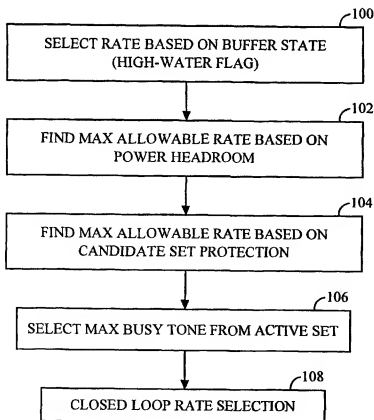 100
SELECT RATE BASED ON BUFFER STATE
(HIGH-WATER FLAG)
102
FIND MAX ALLOWABLE RATE BASED ON
POWER HEADROOM
104
FIND MAX ALLOWABLE RATE BASED ON
CANDIDATE SET PROTECTION
106
SELECT MAX BUSY TONE FROM ACTIVE SET
108
CLOSED LOOP RATE SELECTION